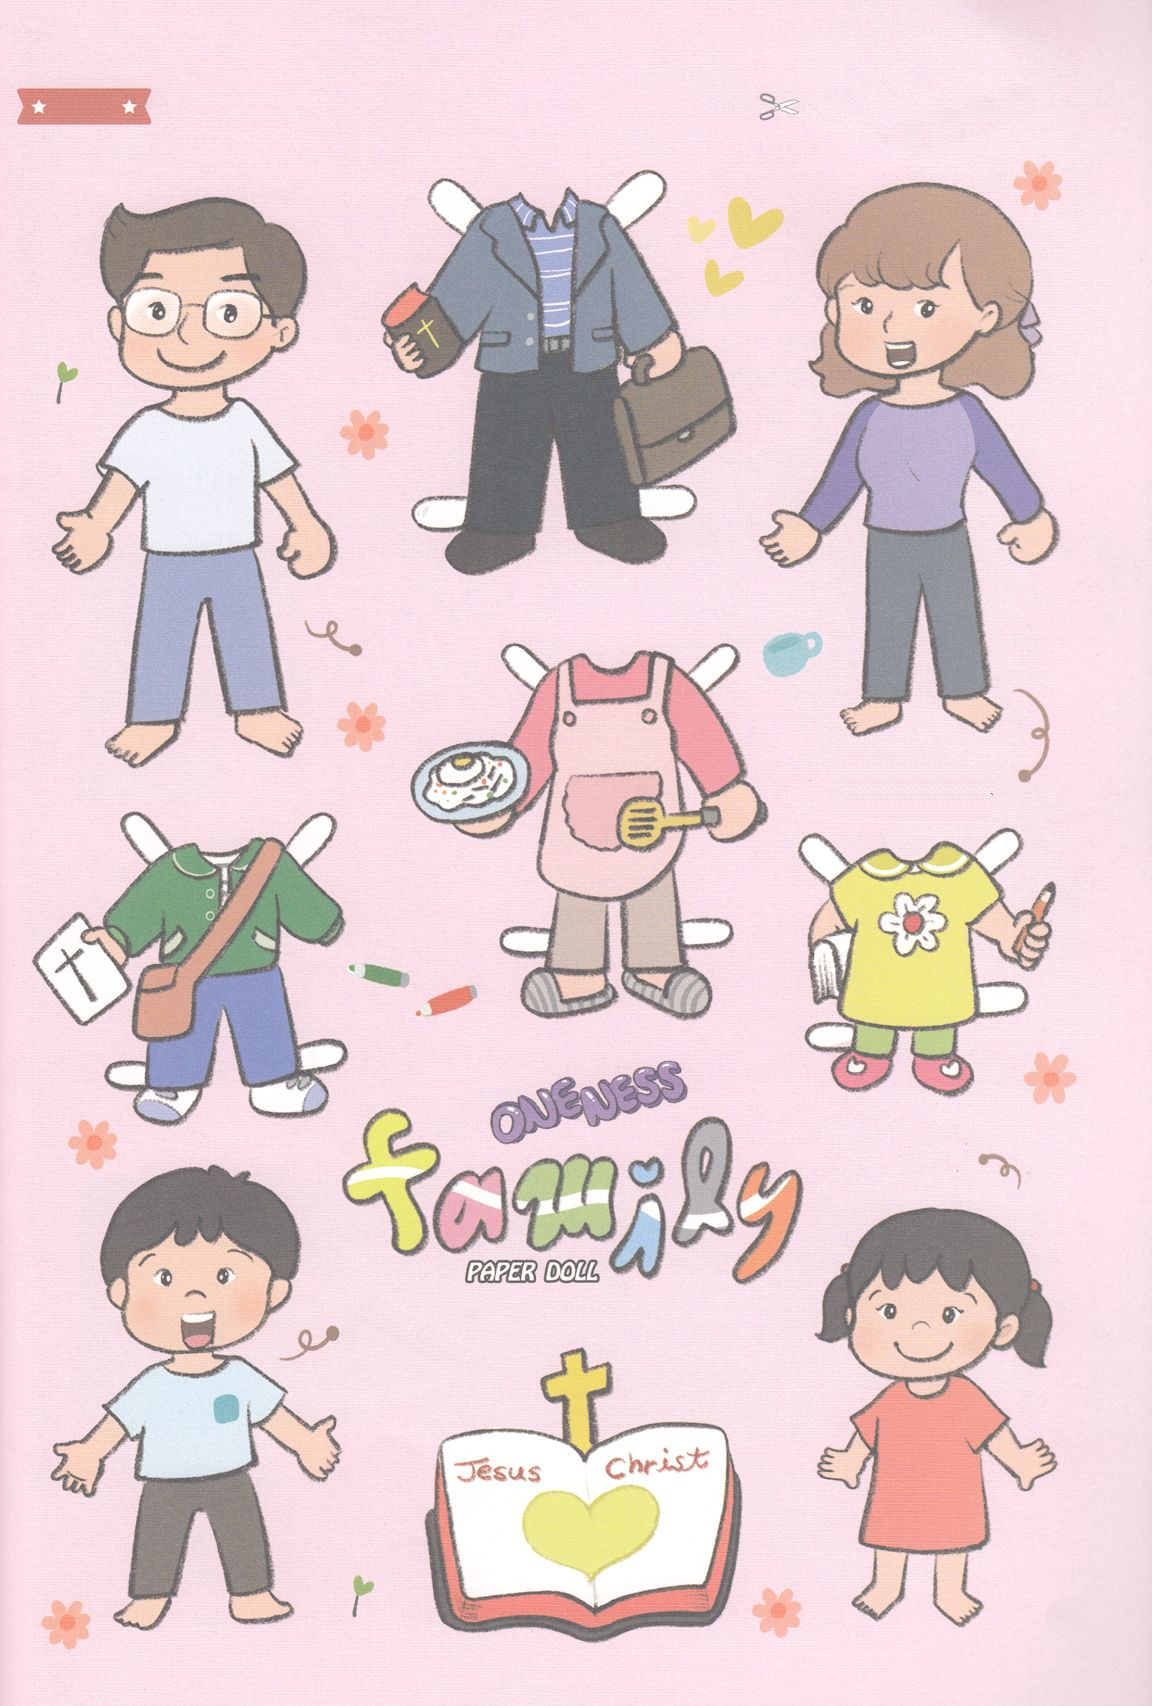 ONENESS
family
PAPER DOLL
Jesus Christ